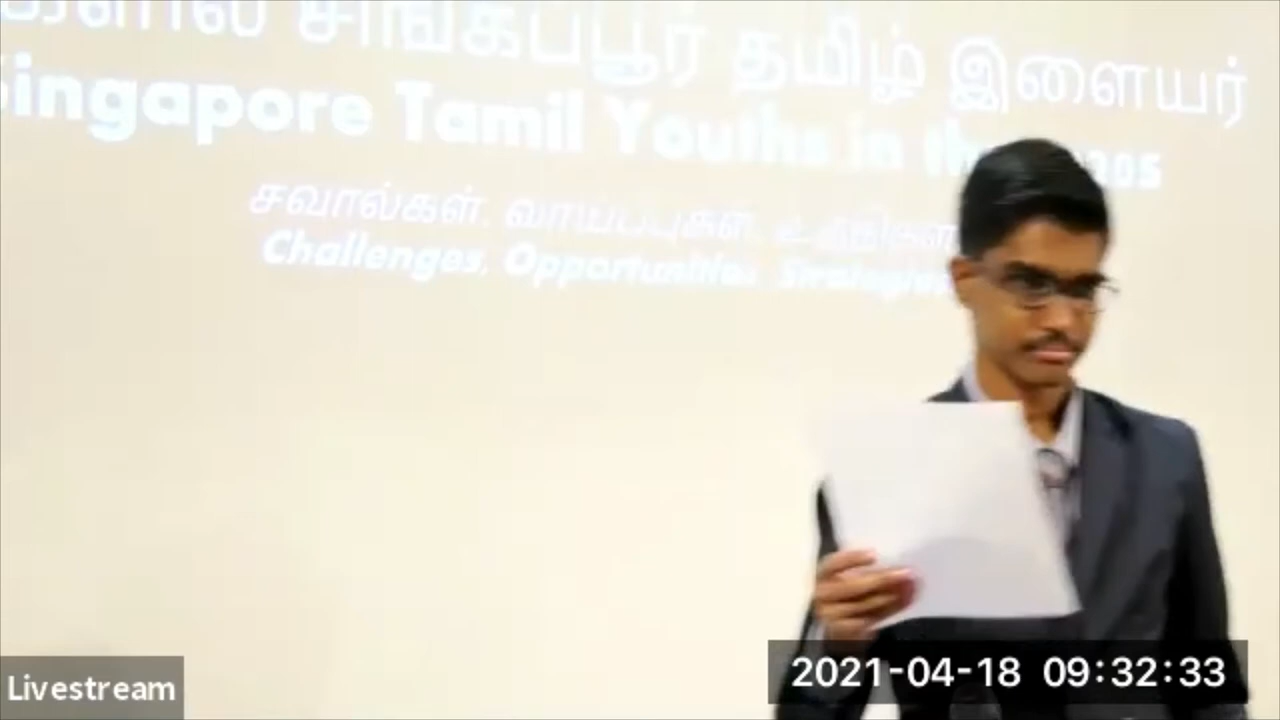 சிங்கப்பூர் தமிழ் இளையர்
Singapore Tamil Youths in the
சவால்கள், வாய்ப்புகள்,
Challenges, Opportunities, Strategies
Livestream
2021-04-18 09:32:33